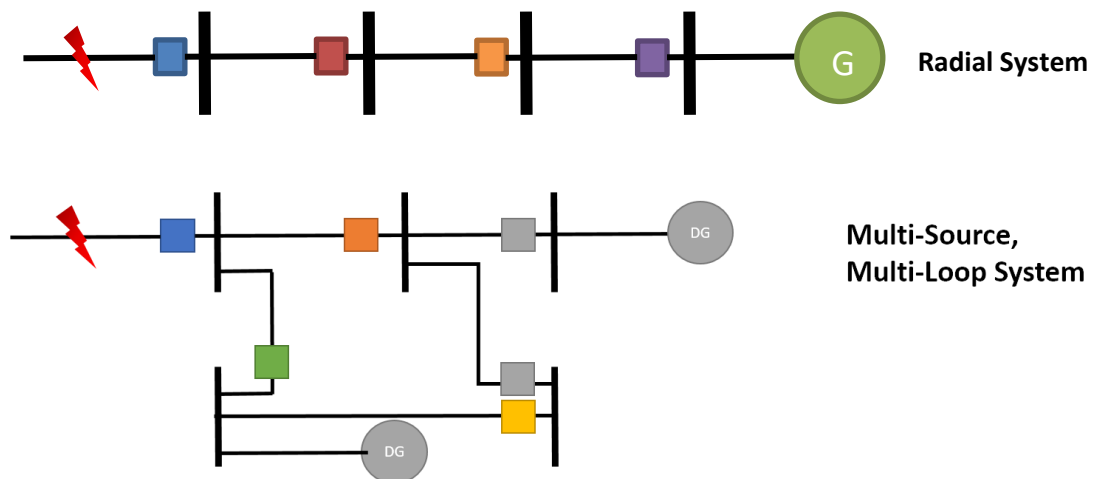 G
Radial System
DG
Multi-Source,
Multi-Loop System
DG